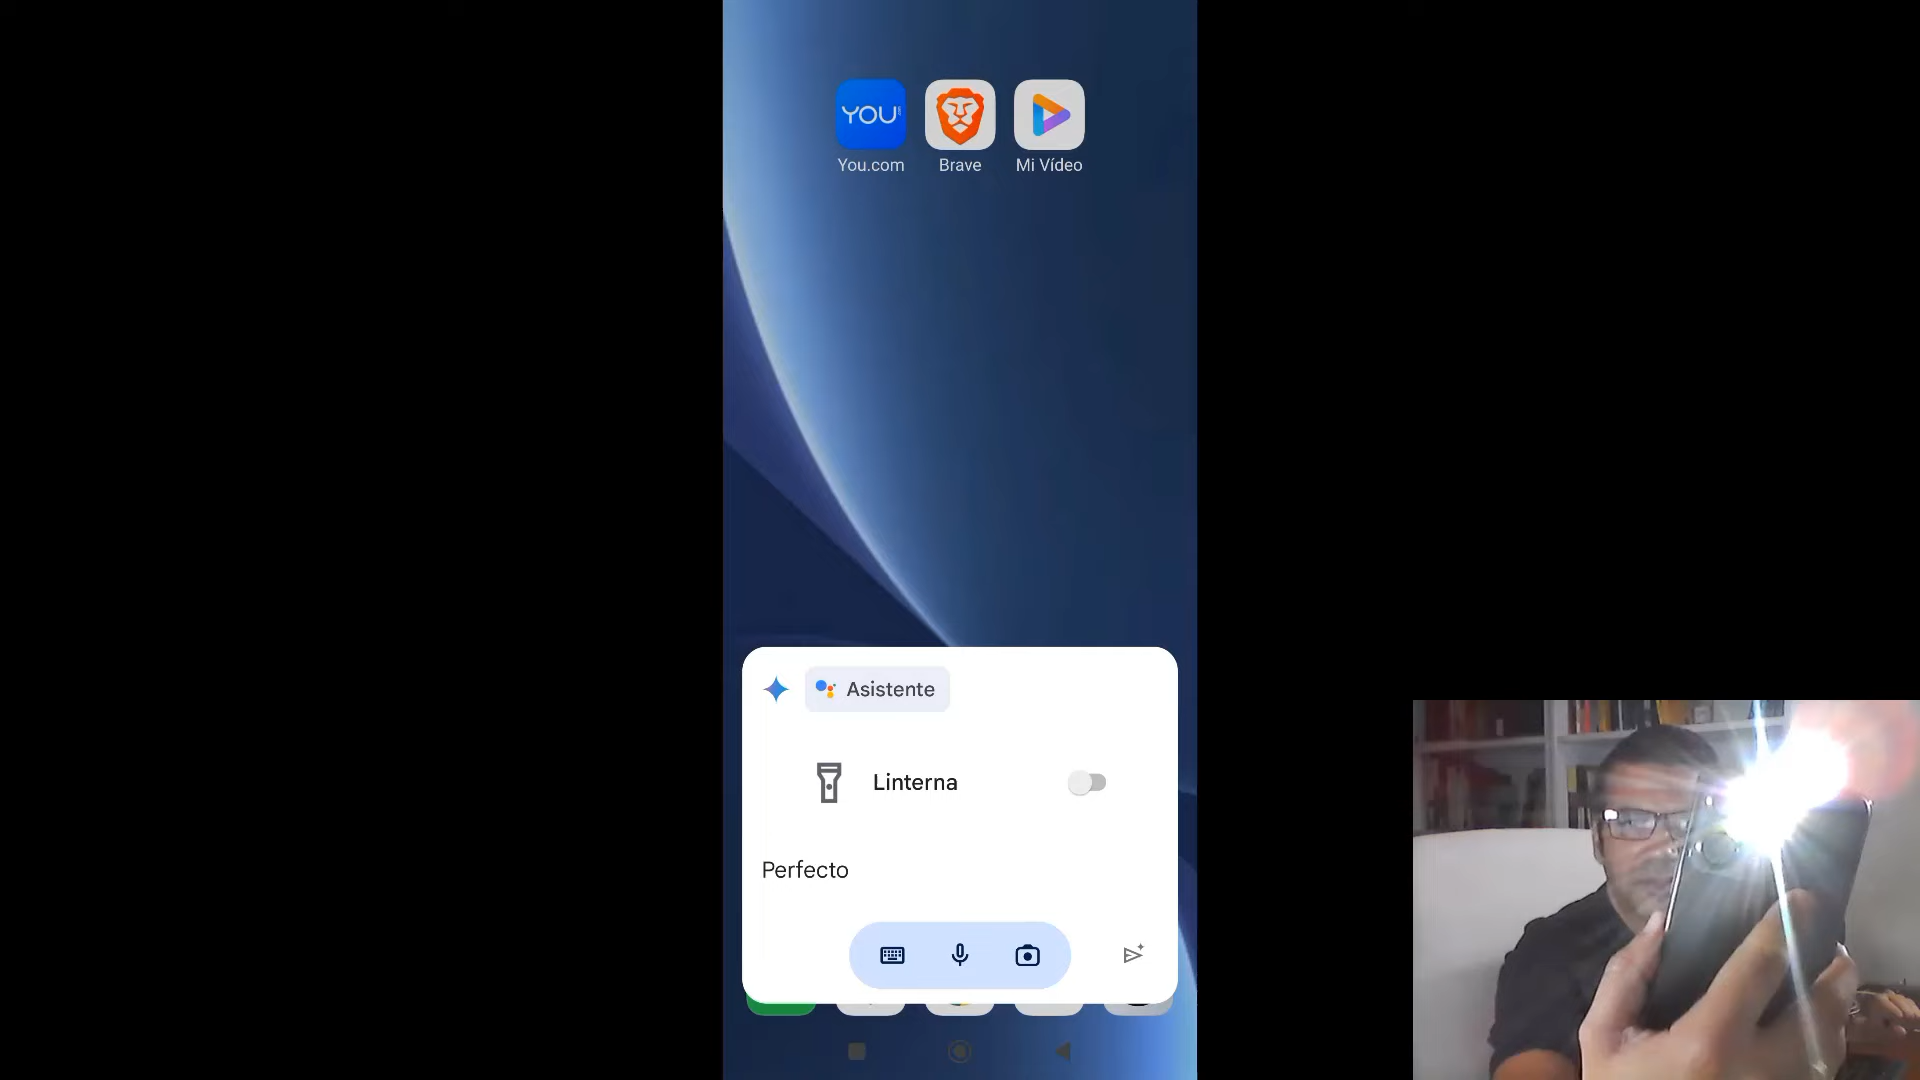 YOU
You.com
Brave
Mi Vídeo
Asistente
Linterna
Perfecto